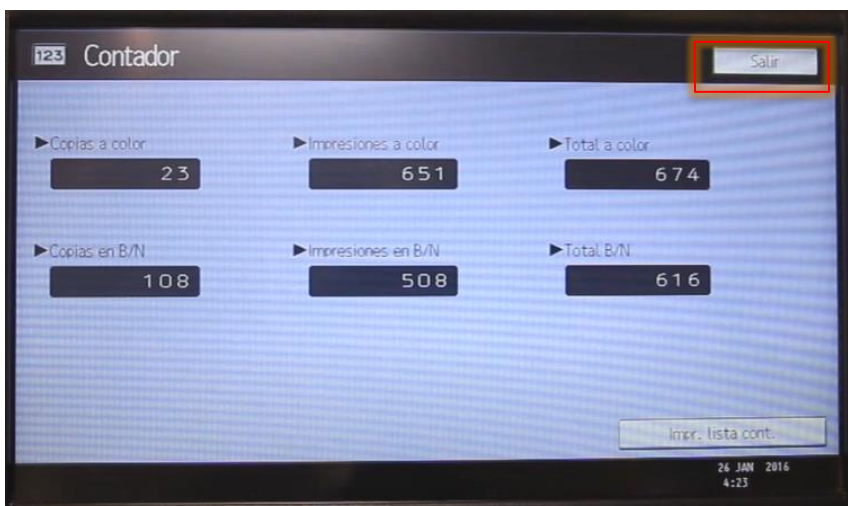 123 Contador
Salir
▶Copias a color ▶Impresiones a color ▶Total a color
23 651 674
▶Copias en B/N ▶Impresiones en B/N ▶Total B/N
108 508 616
Impr. lista cont.
26 JAN 2016
4:23